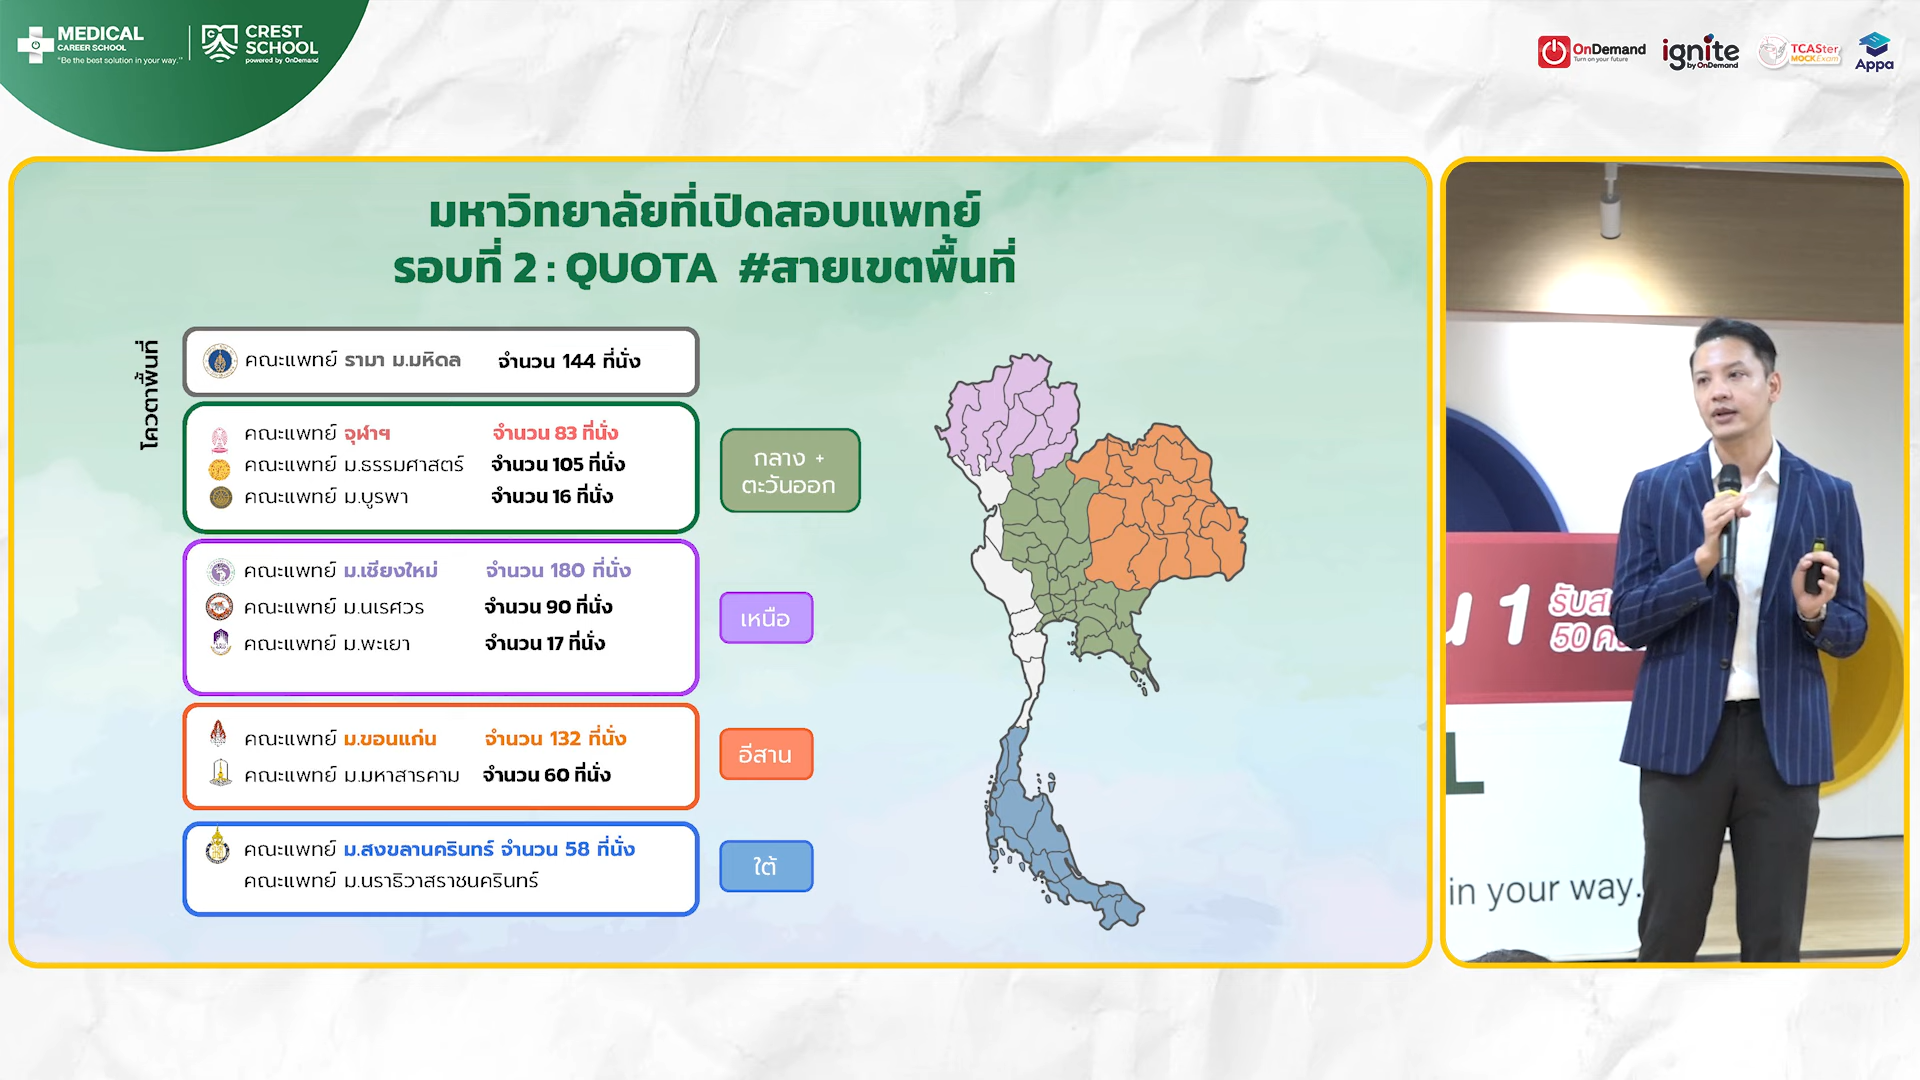 MEDICAL
CAREER SCHOOL
"Be the best solution in your way."
CREST
SCHOOL
powered by OnDemand
OnDemand
Turn on your future
ignite
by OnDemand
TCASter
MOCK Exam
Appa
มหาวิทยาลัยที่เปิดสอบแพทย์
รอบที่ 2 : QUOTA #สายเขตพื้นที่
โควตาพื้นที่
คณะแพทย์ รามา ม.มหิดล จำนวน 144 ที่นั่ง
คณะแพทย์ จุฬาฯ จำนวน 83 ที่นั่ง
คณะแพทย์ ม.ธรรมศาสตร์ จำนวน 105 ที่นั่ง
คณะแพทย์ ม.บูรพา จำนวน 16 ที่นั่ง
กลาง +
ตะวันออก
คณะแพทย์ ม.เชียงใหม่ จำนวน 180 ที่นั่ง
คณะแพทย์ ม.นเรศวร จำนวน 90 ที่นั่ง
คณะแพทย์ ม.พะเยา จำนวน 17 ที่นั่ง
เหนือ
คณะแพทย์ ม.ขอนแก่น จำนวน 132 ที่นั่ง
คณะแพทย์ ม.มหาสารคาม จำนวน 60 ที่นั่ง
อีสาน
คณะแพทย์ ม.สงขลานครินทร์ จำนวน 58 ที่นั่ง
คณะแพทย์ ม.นราธิวาสราชนครินทร์
ใต้
1
รับส
50 ค
L
in your way.